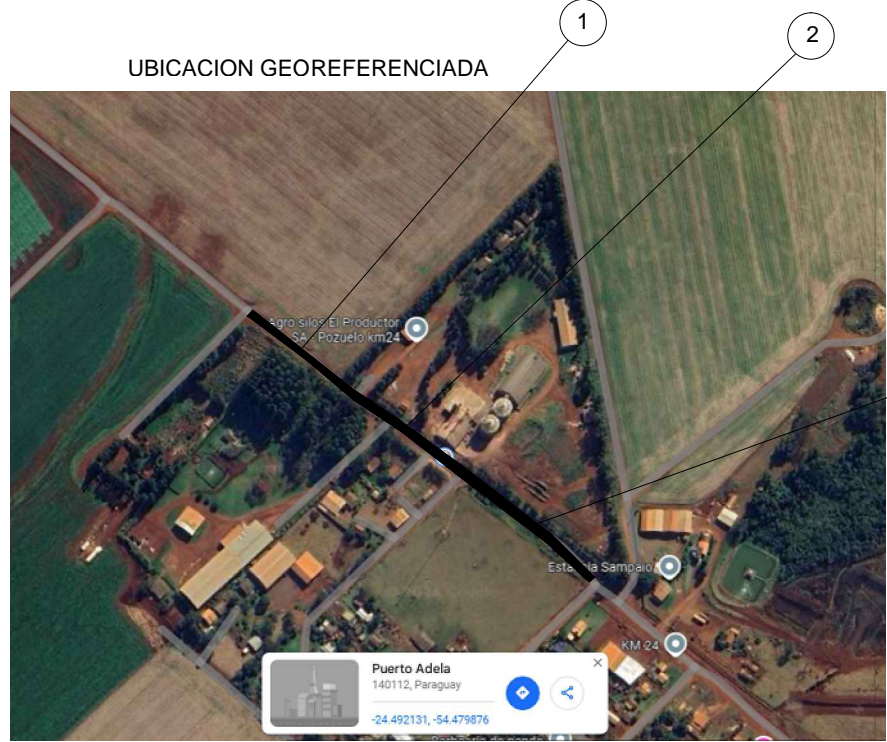 1
2
UBICACION GEOREFERENCIADA
Agro silos El Productor
SA - Pozuelo km24
Estancia Sampaio
KM 24
Puerto Adela
140112, Paraguay
-24.492131, -54.479876